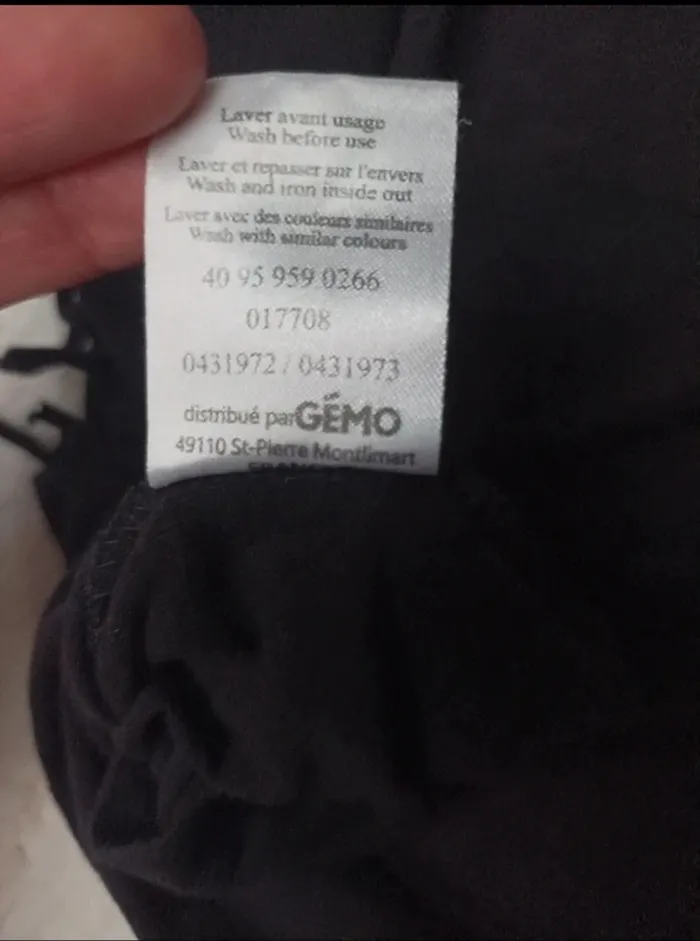 Laver avant usage
Wash before use
Laver et repasser sur l'envers
Wash and iron inside out
Laver avec des couleurs similaires
Wash with similar colours
40 95 959 0266
017708
0431972 / 0431973
distribué par GÉMO
49110 St-Pierre Montlimart